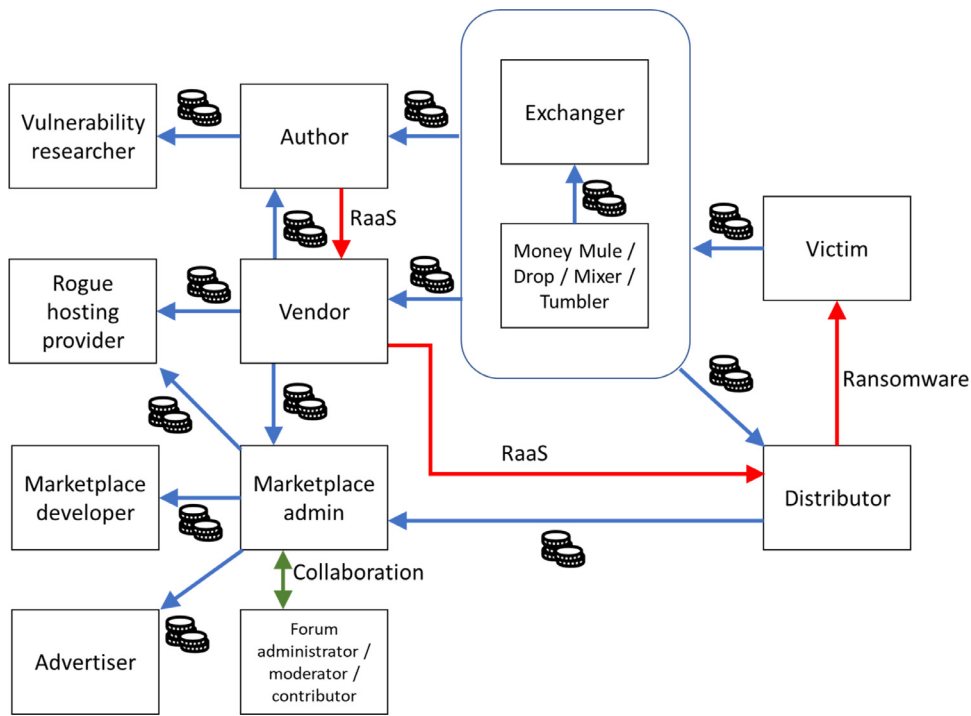 Exchanger
Vulnerability
researcher
Author
RaaS
Money Mule /
Drop / Mixer /
Tumbler
Victim
Rogue
hosting
provider
Vendor
Ransomware
RaaS
Marketplace
developer
Marketplace
admin
Distributor
Collaboration
Advertiser
Forum
administrator /
moderator /
contributor